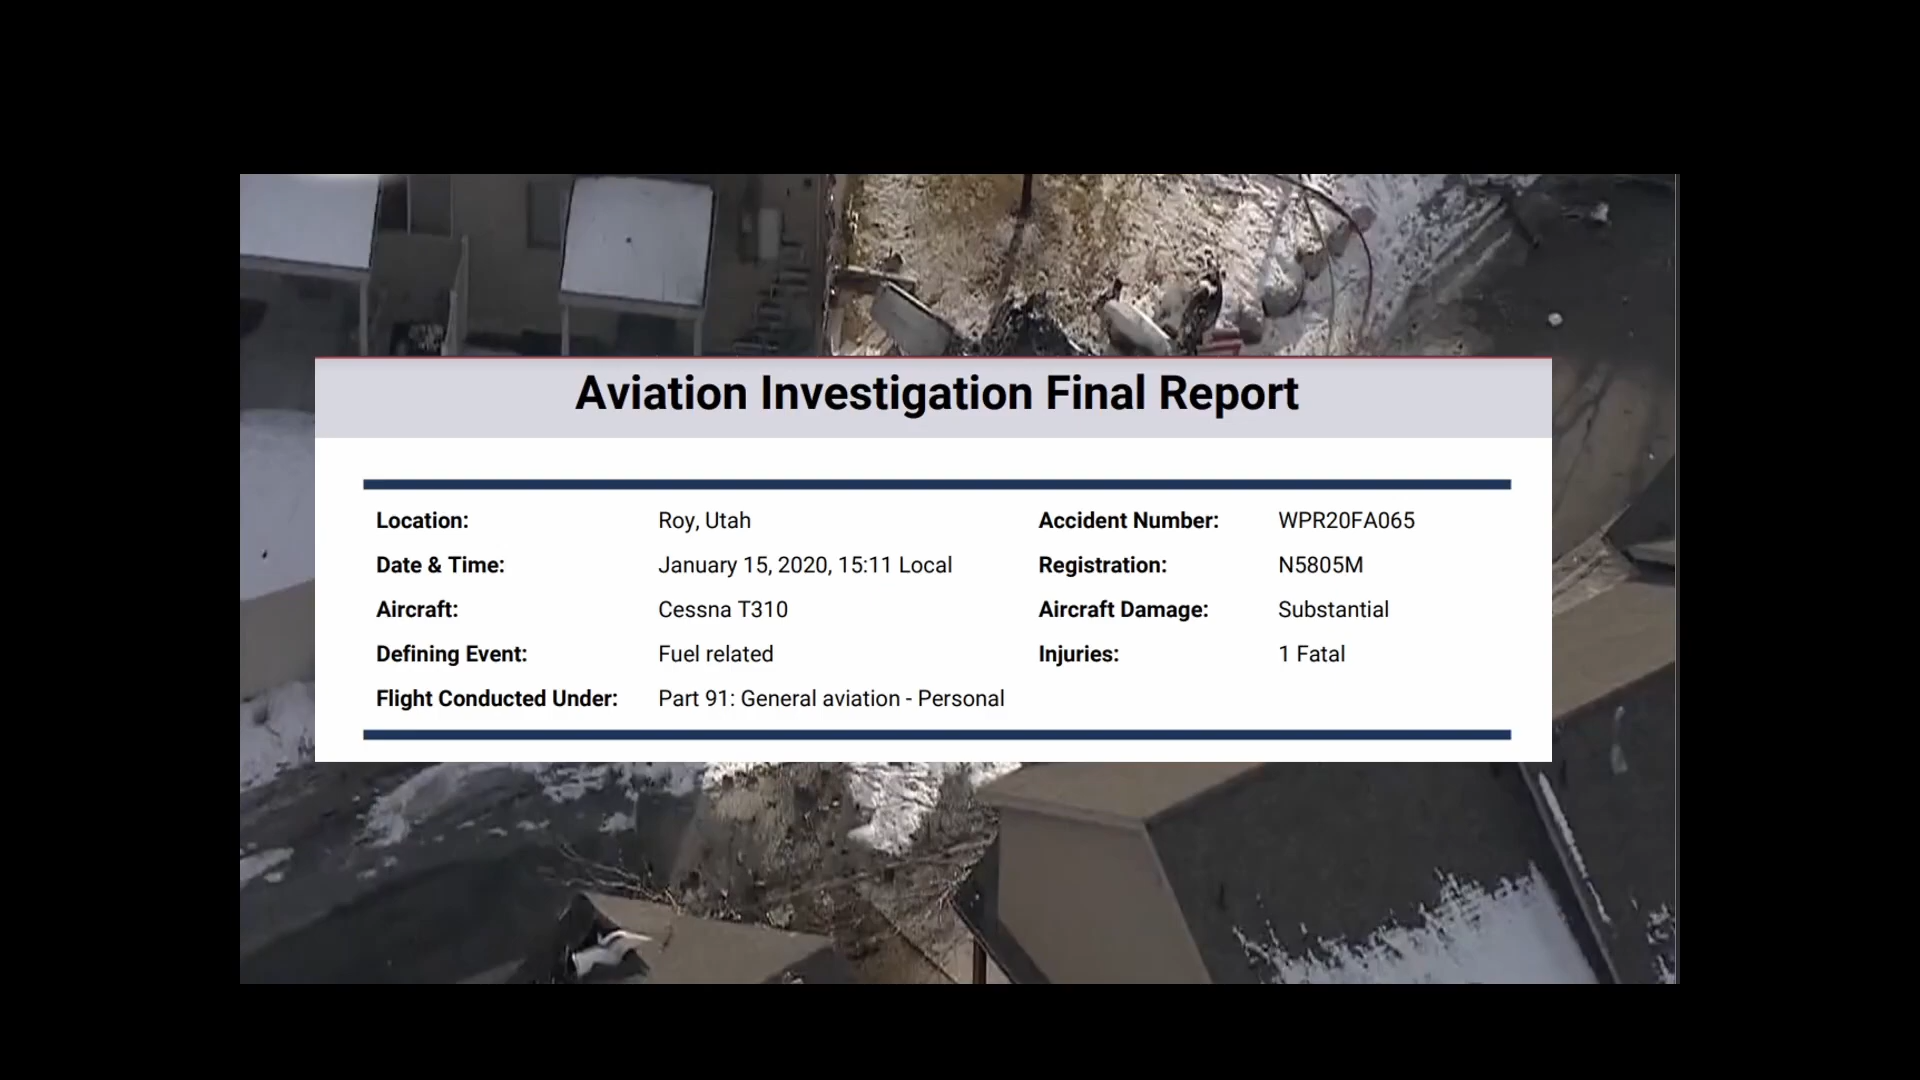 Aviation Investigation Final Report
Location: Roy, Utah Accident Number: WPR20FA065
Date & Time: January 15, 2020, 15:11 Local Registration: N5805M
Aircraft: Cessna T310 Aircraft Damage: Substantial
Defining Event: Fuel related Injuries: 1 Fatal
Flight Conducted Under: Part 91: General aviation - Personal